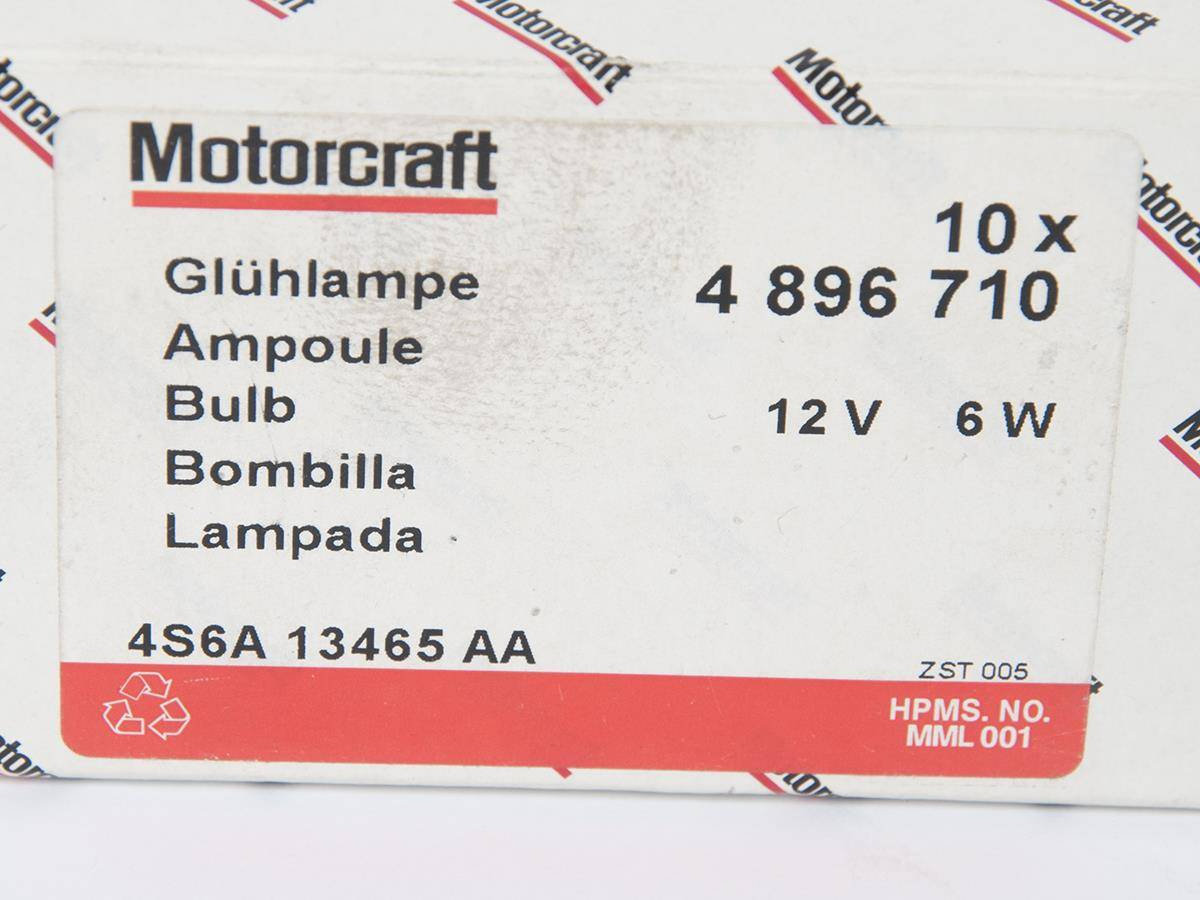 Motorcraft
Motorcraft
10 x
Glühlampe
4 896 710
Ampoule
Bulb
12 V 6 W
Bombilla
Lampada
4S6A 13465 AA
ZST 005
HPMS. NO.
MML 001